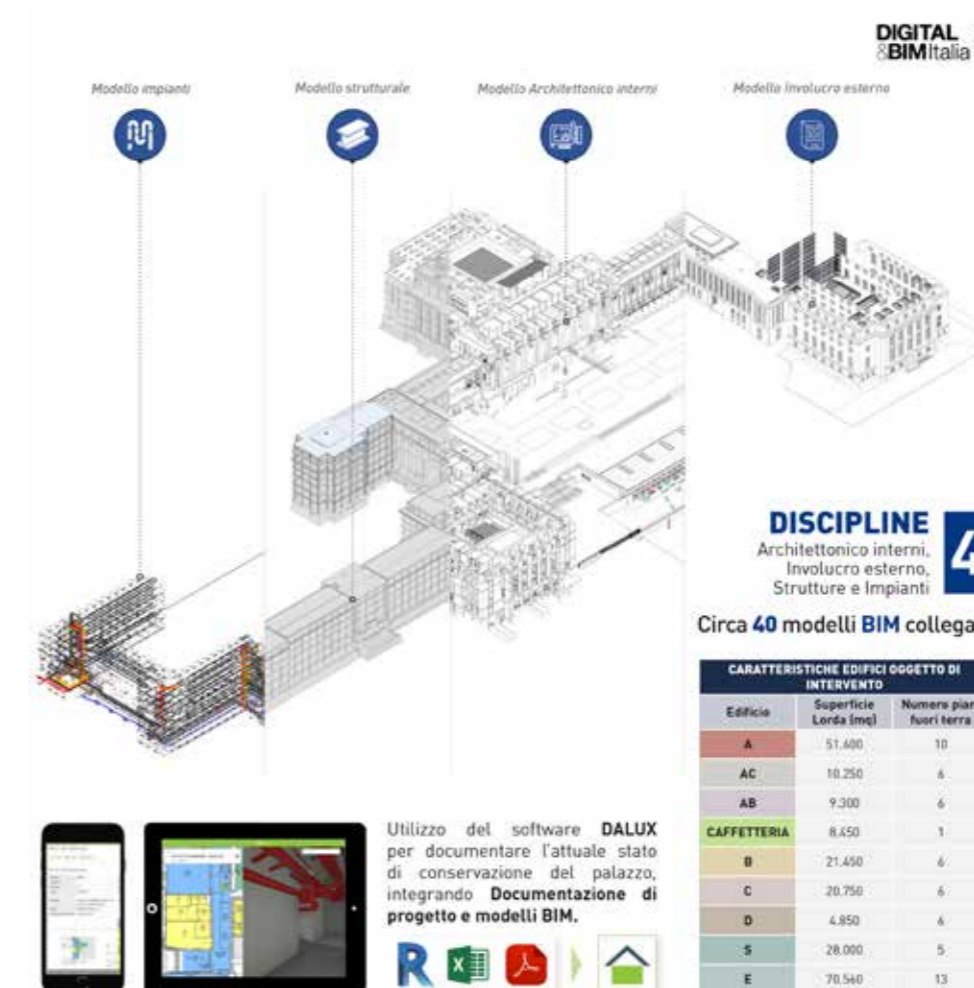 DIGITAL
&BIMItalia
Modello impianti
Modello strutturale
Modello Architettonico interni
Modello Involucro esterno
DISCIPLINE
4
Architettonico interni,
Involucro esterno,
Strutture e Impianti
Circa 40 modelli BIM collega
CARATTERISTICHE EDIFICI OGGETTO DI
INTERVENTO
Edificio Superficie Lorda (mq) Numero pian fuori terra
A 51.600 10
AC 10.250 6
AB 9.300 6
CAFFETTERIA 8.450 1
B 21.450 6
C 20.750 6
D 4.850 6
S 28.000 5
E 70.560 13
Utilizzo del software DALUX
per documentare l'attuale stato
di conservazione del palazzo,
integrando Documentazione di
progetto e modelli BIM.
R
X